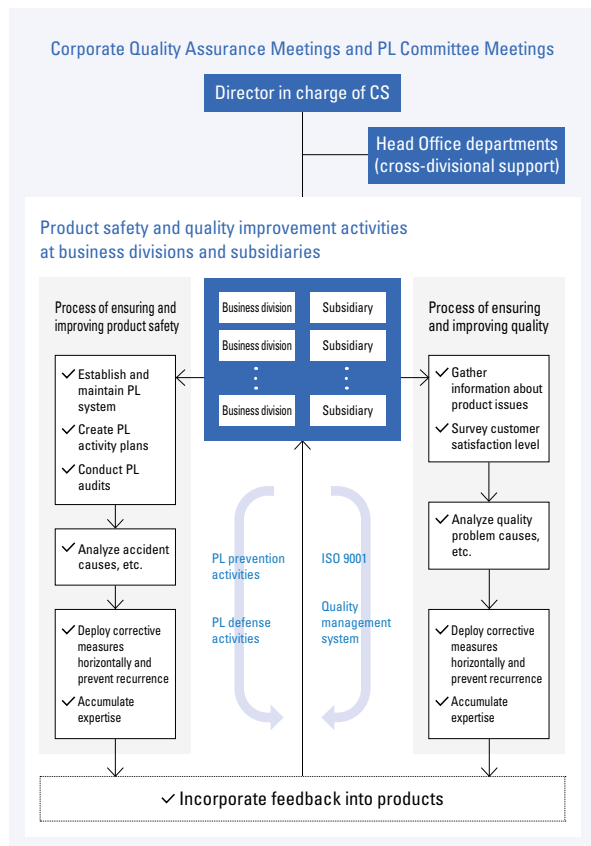 Corporate Quality Assurance Meetings and PL Committee Meetings
Director in charge of CS
Head Office departments
(cross-divisional support)
Product safety and quality improvement activities
at business divisions and subsidiaries
Process of ensuring and
improving product safety
✓ Establish and
maintain PL
system
✓ Create PL
activity plans
✓ Conduct PL
audits
✓ Analyze accident
causes, etc.
✓ Deploy corrective
measures
horizontally and
prevent recurrence
✓ Accumulate
expertise
Business division
Subsidiary
Business division
Subsidiary
Business division
Subsidiary
PL prevention
activities
PL defense
activities
ISO 9001
Quality
management
system
Process of ensuring
and improving quality
✓ Gather
information about
product issues
✓ Survey customer
satisfaction level
✓ Analyze quality
problem causes,
etc.
✓ Deploy corrective
measures
horizontally and
prevent recurrence
✓ Accumulate
expertise
✓ Incorporate feedback into products